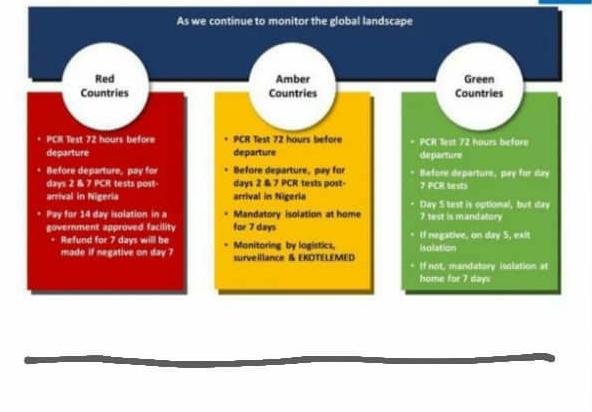 As we continue to monitor the global landscape
Red
Countries
• PCR Test 72 hours before
departure
• Before departure, pay for
days 2 & 7 PCR tests post-
arrival in Nigeria
• Pay for 14 day isolation in a
government approved facility
• Refund for 7 days will be
made if negative on day 7
Amber
Countries
• PCR Test 72 hours before
departure
• Before departure, pay for
days 2 & 7 PCR tests post-
arrival in Nigeria
• Mandatory isolation at home
for 7 days
• Monitoring by logistics,
surveillance & EKOTELEMED
Green
Countries
• PCR Test 72 hours before
departure
• Before departure, pay for day
7 PCR tests
• Day 5 test is optional, but day
7 test is mandatory
• If negative, on day 5, exit
isolation
• If not, mandatory isolation at
home for 7 days